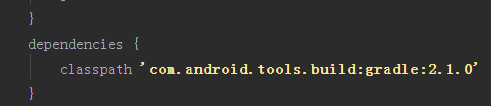 }
dependencies {
classpath 'com.android.tools.build:gradle:2.1.0'
}